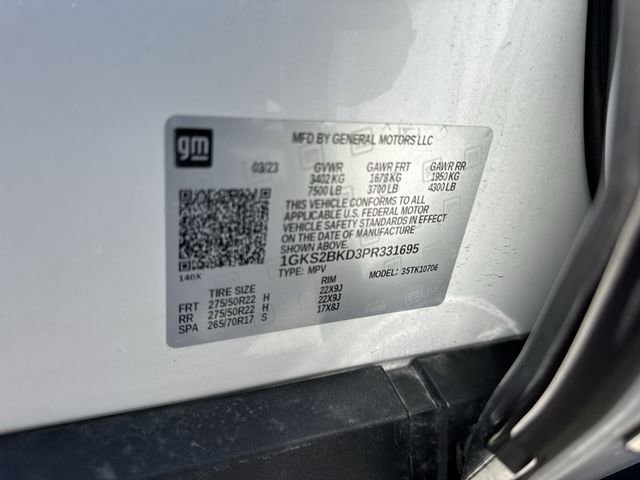 gm
MFD BY GENERAL MOTORS LLC
03/23 GVWR GAWR FRT GAWR RR
3402 KG 1678 KG 1950 KG
7500 LB 3700 LB 4300 LB
THIS VEHICLE CONFORMS TO ALL
APPLICABLE U.S. FEDERAL MOTOR
VEHICLE SAFETY STANDARDS IN EFFECT
ON THE DATE OF MANUFACTURE
SHOWN ABOVE.
1GKS2BKD3PR331695
TYPE: MPV MODEL: 35TK10706
140X
TIRE SIZE RIM
FRT 275/50R22 H 22X9J
RR 275/50R22 H 22X9J
SPA 265/70R17 S 17X8J